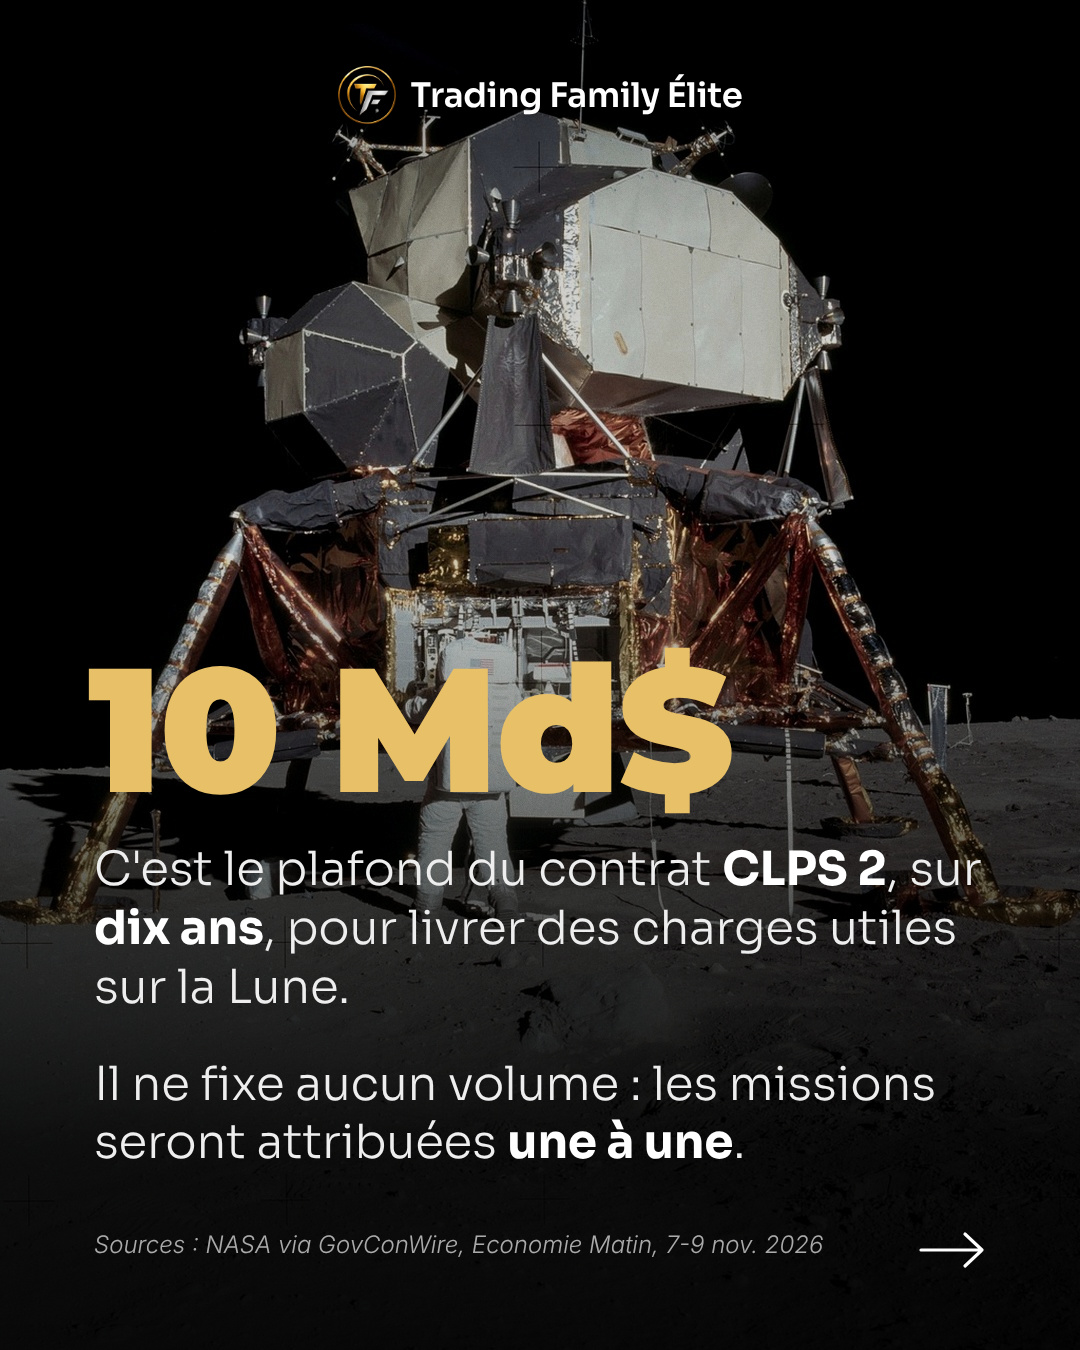 TF Trading Family Élite
10 Md$
C'est le plafond du contrat CLPS 2, sur
dix ans, pour livrer des charges utiles
sur la Lune.
Il ne fixe aucun volume : les missions
seront attribuées une à une.
Sources : NASA via GovConWire, Economie Matin, 7-9 nov. 2026